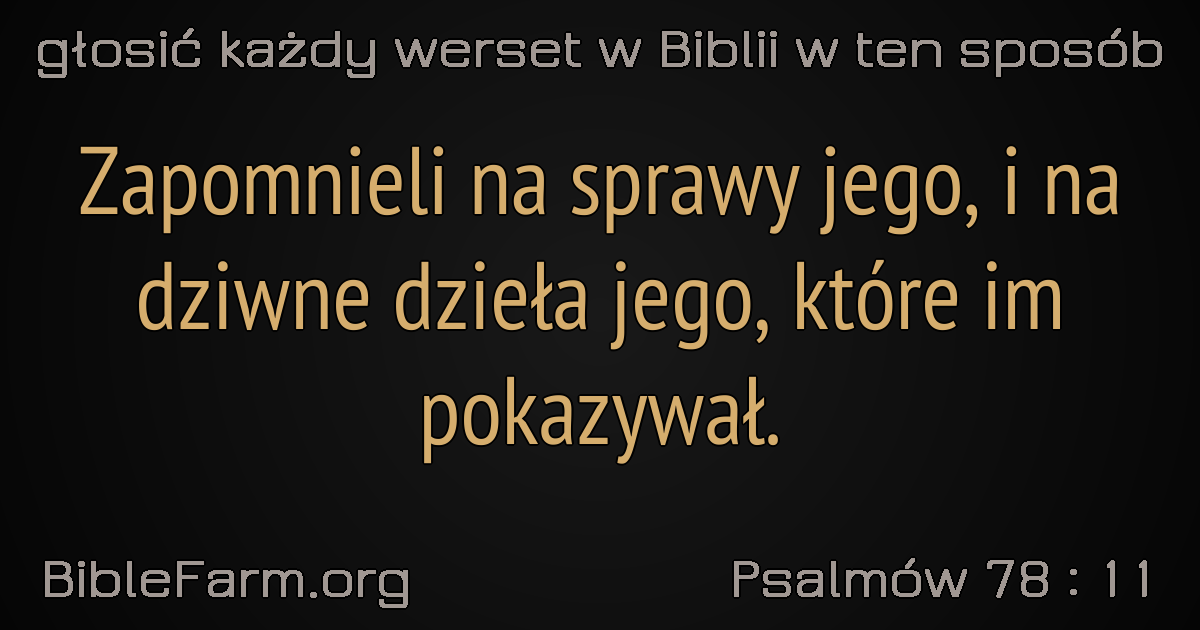 głosić każdy werset w Biblii w ten sposób
Zapomnieli na sprawy jego, i na
dziwne dzieła jego, które im
pokazywał.
BibleFarm.org
Psalmów 78 : 11